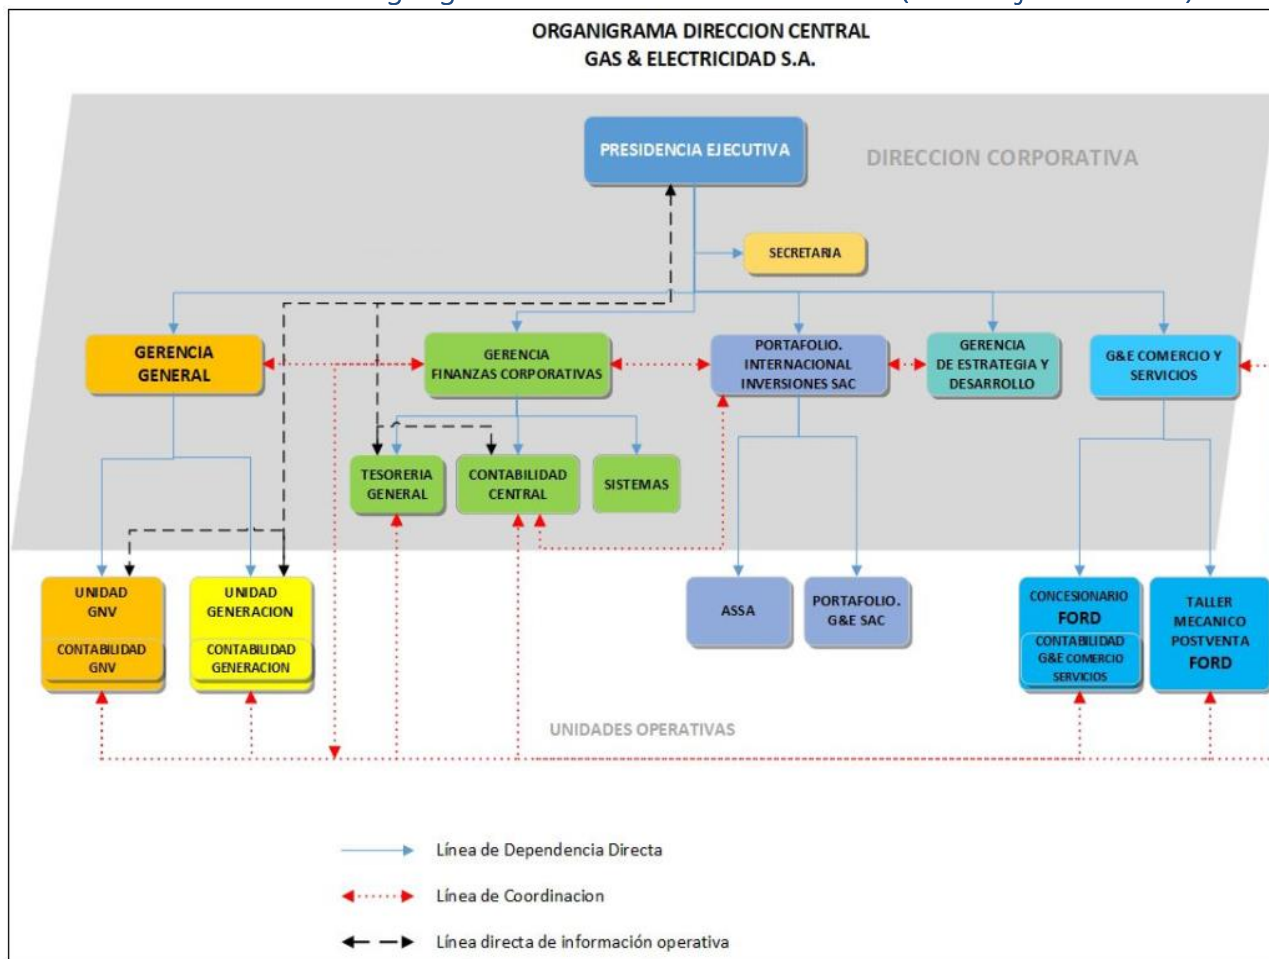 ORGANIGRAMA DIRECCION CENTRAL
GAS & ELECTRICIDAD S.A.
PRESIDENCIA EJECUTIVA
DIRECCION CORPORATIVA
SECRETARIA
GERENCIA
GENERAL
GERENCIA
FINANZAS CORPORATIVAS
PORTAFOLIO.
INTERNACIONAL
INVERSIONES SAC
GERENCIA
DE ESTRATEGIA Y
DESARROLLO
G&E COMERCIO Y
SERVICIOS
TESORERIA
GENERAL
CONTABILIDAD
CENTRAL
SISTEMAS
UNIDAD
GNV
CONTABILIDAD
GNV
UNIDAD
GENERACION
CONTABILIDAD
GENERACION
ASSA
PORTAFOLIO.
G&E SAC
CONCESIONARIO
FORD
CONTABILIDAD
G&E COMERCIO
SERVICIOS
TALLER
MECANICO
POSTVENTA
FORD
UNIDADES OPERATIVAS
Línea de Dependencia Directa
Línea de Coordinacion
Línea directa de información operativa